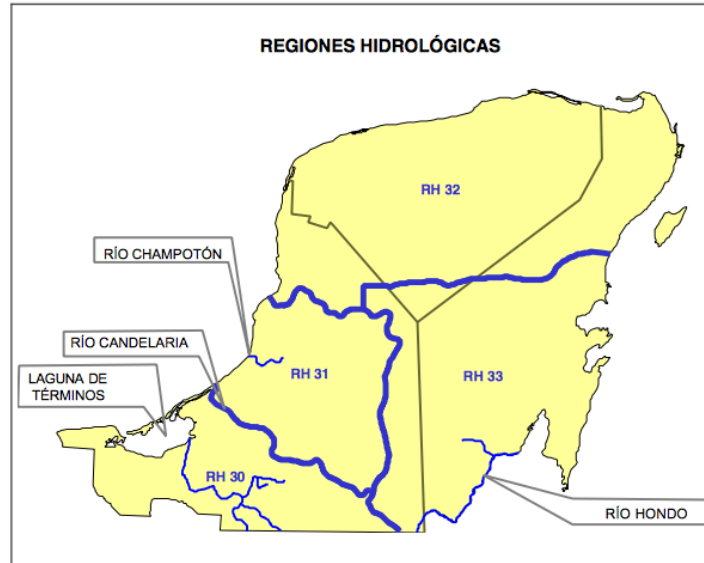 REGIONES HIDROLÓGICAS
RH 32
RÍO CHAMPOTÓN
RÍO CANDELARIA
LAGUNA DE
TÉRMINOS
RH 31
RH 33
RH 30
RÍO HONDO